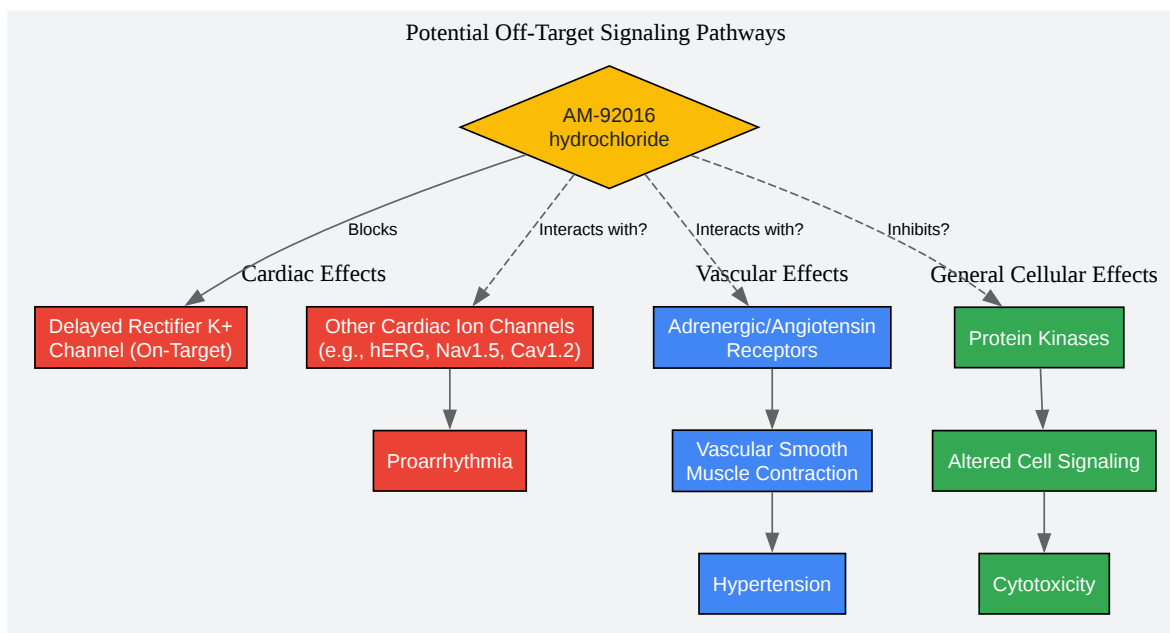 Potential Off-Target Signaling Pathways
AM-92016
hydrochloride
Blocks
Interacts with?
Interacts with?
Inhibits?
Cardiac Effects
Vascular Effects
General Cellular Effects
Delayed Rectifier K+
Channel (On-Target)
Other Cardiac Ion Channels
(e.g., hERG, Nav1.5, Cav1.2)
Adrenergic/Angiotensin
Receptors
Protein Kinases
Proarrhythmia
Vascular Smooth
Muscle Contraction
Altered Cell Signaling
Hypertension
Cytotoxicity